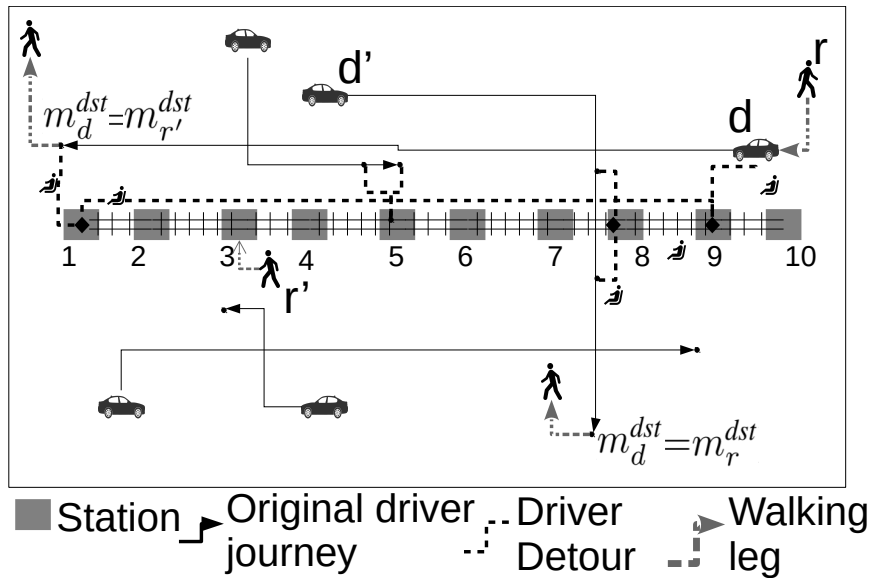 d'
r
d
m_d^{dst}=m_{r'}^{dst}
1 2 3 4 5 6 7 8 9 10
r'
m_d^{dst}=m_r^{dst}
Station
Original driver
journey
Driver
Detour
Walking
leg